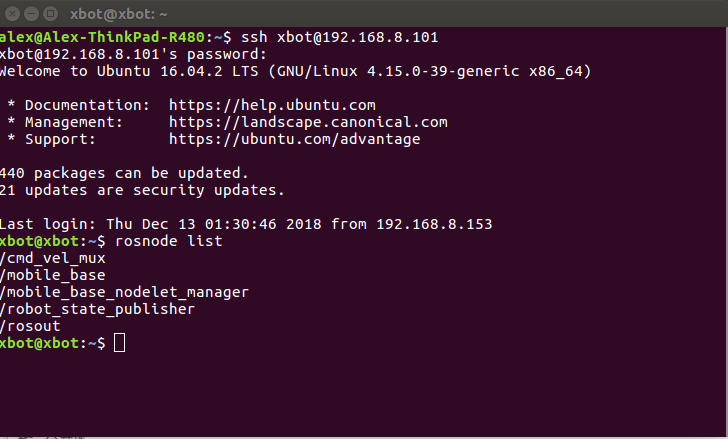 xbot@xbot: ~
alex@Alex-ThinkPad-R480:~$ ssh xbot@192.168.8.101
xbot@192.168.8.101's password:
Welcome to Ubuntu 16.04.2 LTS (GNU/Linux 4.15.0-39-generic x86_64)
* Documentation:  https://help.ubuntu.com
* Management:     https://landscape.canonical.com
* Support:        https://ubuntu.com/advantage
440 packages can be updated.
21 updates are security updates.
Last login: Thu Dec 13 01:30:46 2018 from 192.168.8.153
xbot@xbot:~$ rosnode list
/cmd_vel_mux
/mobile_base
/mobile_base_nodelet_manager
/robot_state_publisher
/rosout
xbot@xbot:~$